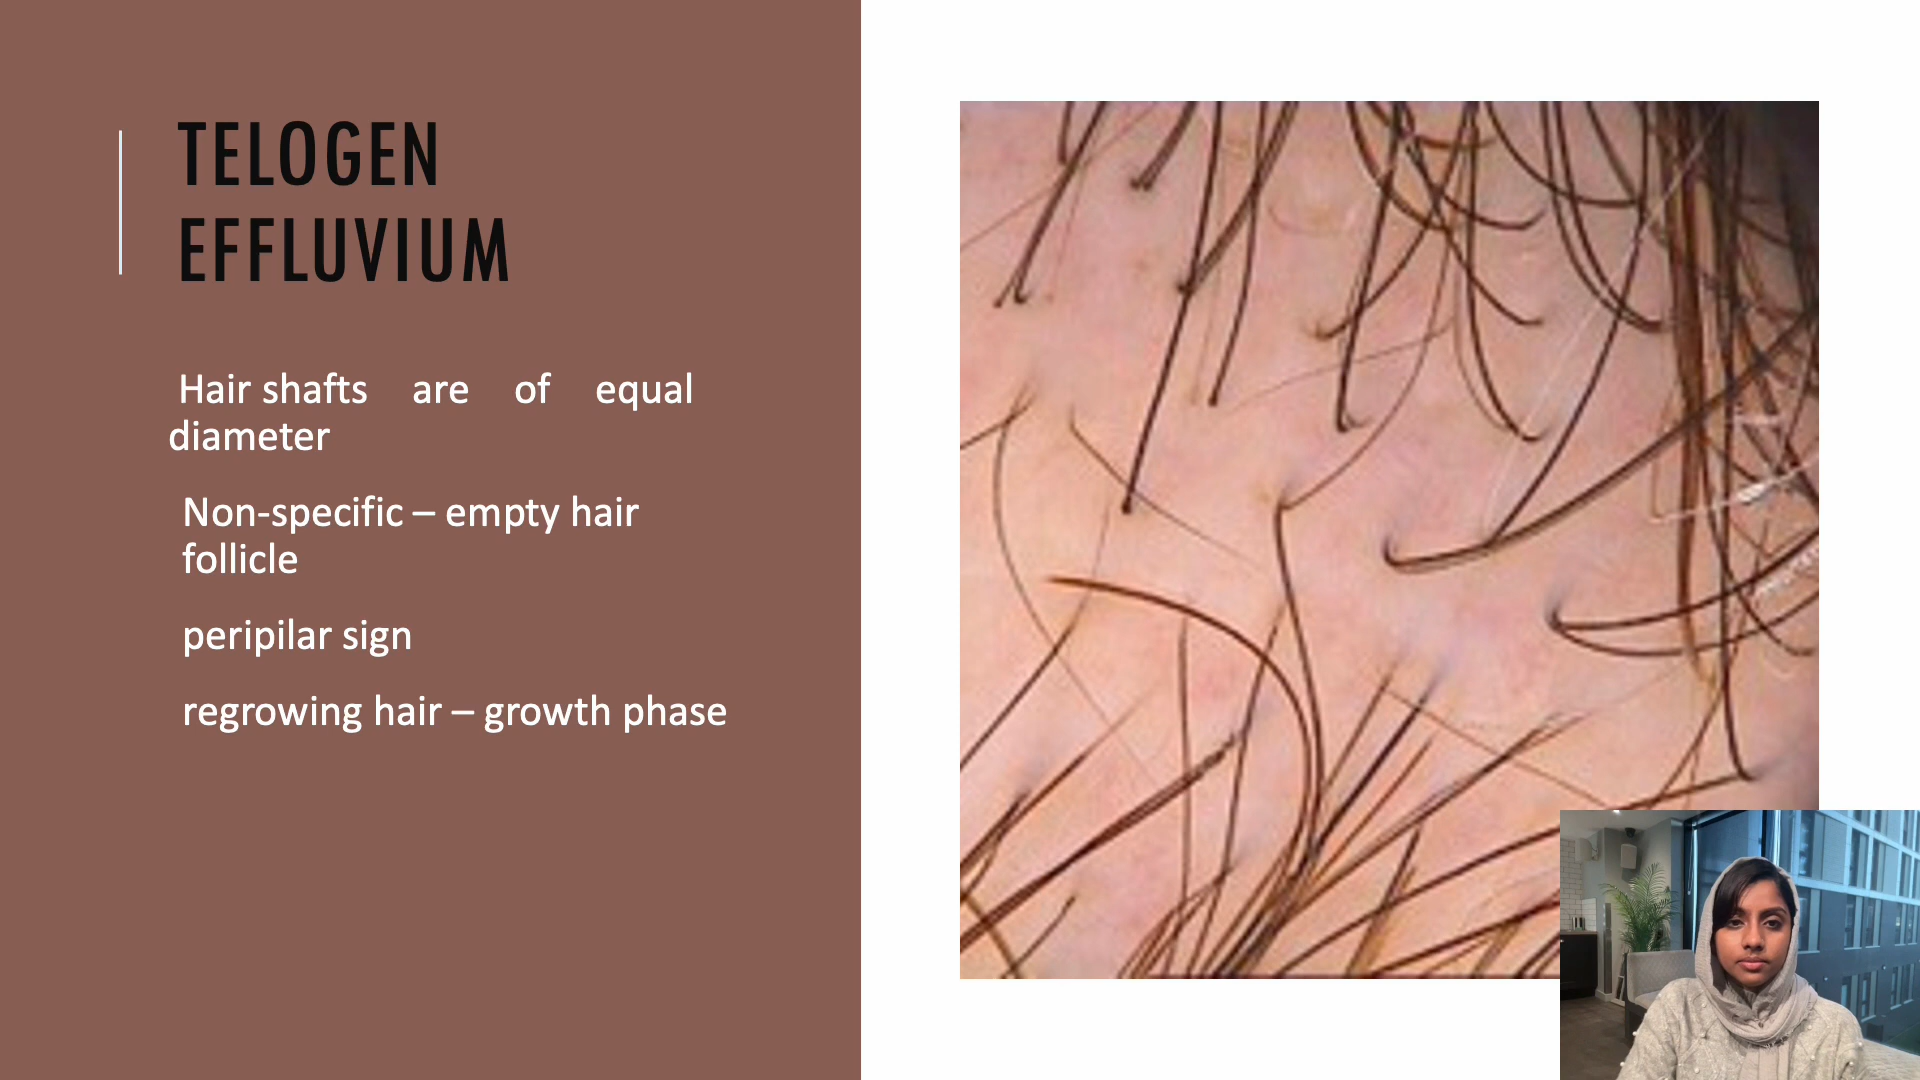 TELOGEN
EFFLUVIUM
Hair shafts are of equal
diameter
Non-specific – empty hair
follicle
peripilar sign
regrowing hair – growth phase